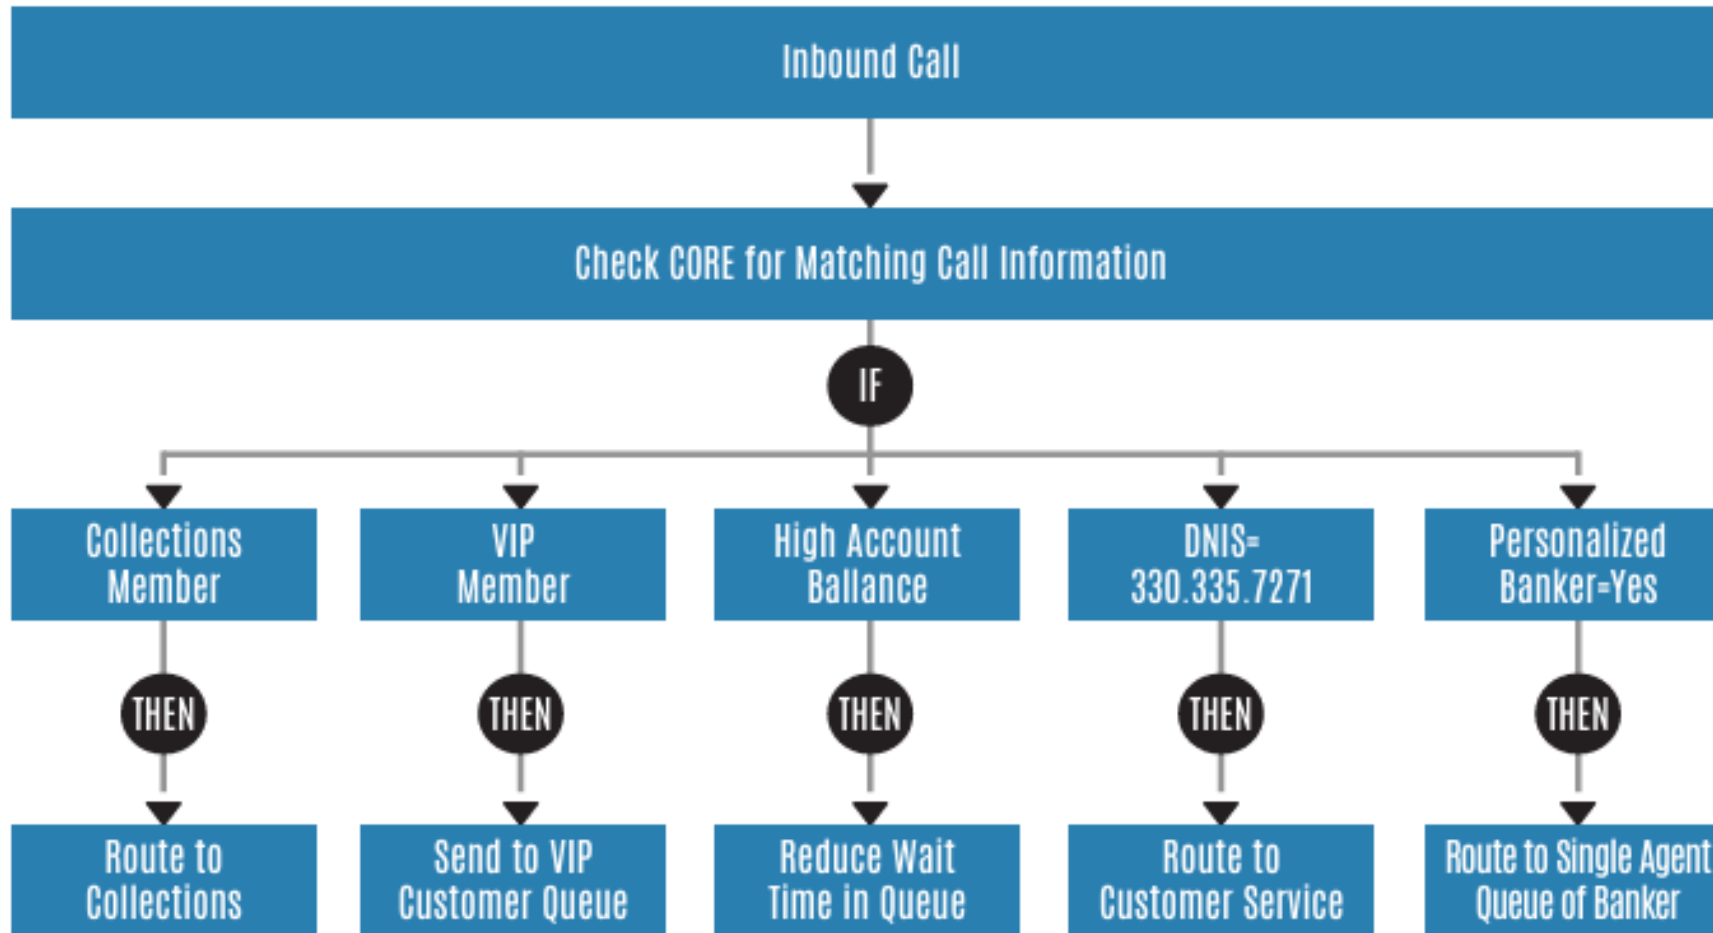 Inbound Call
Check CORE for Matching Call Information
IF
Collections
Member
VIP
Member
High Account
Ballance
DNIS=
330.335.7271
Personalized
Banker=Yes
THEN
THEN
THEN
THEN
THEN
Route to
Collections
Send to VIP
Customer Queue
Reduce Wait
Time in Queue
Route to
Customer Service
Route to Single Agent
Queue of Banker